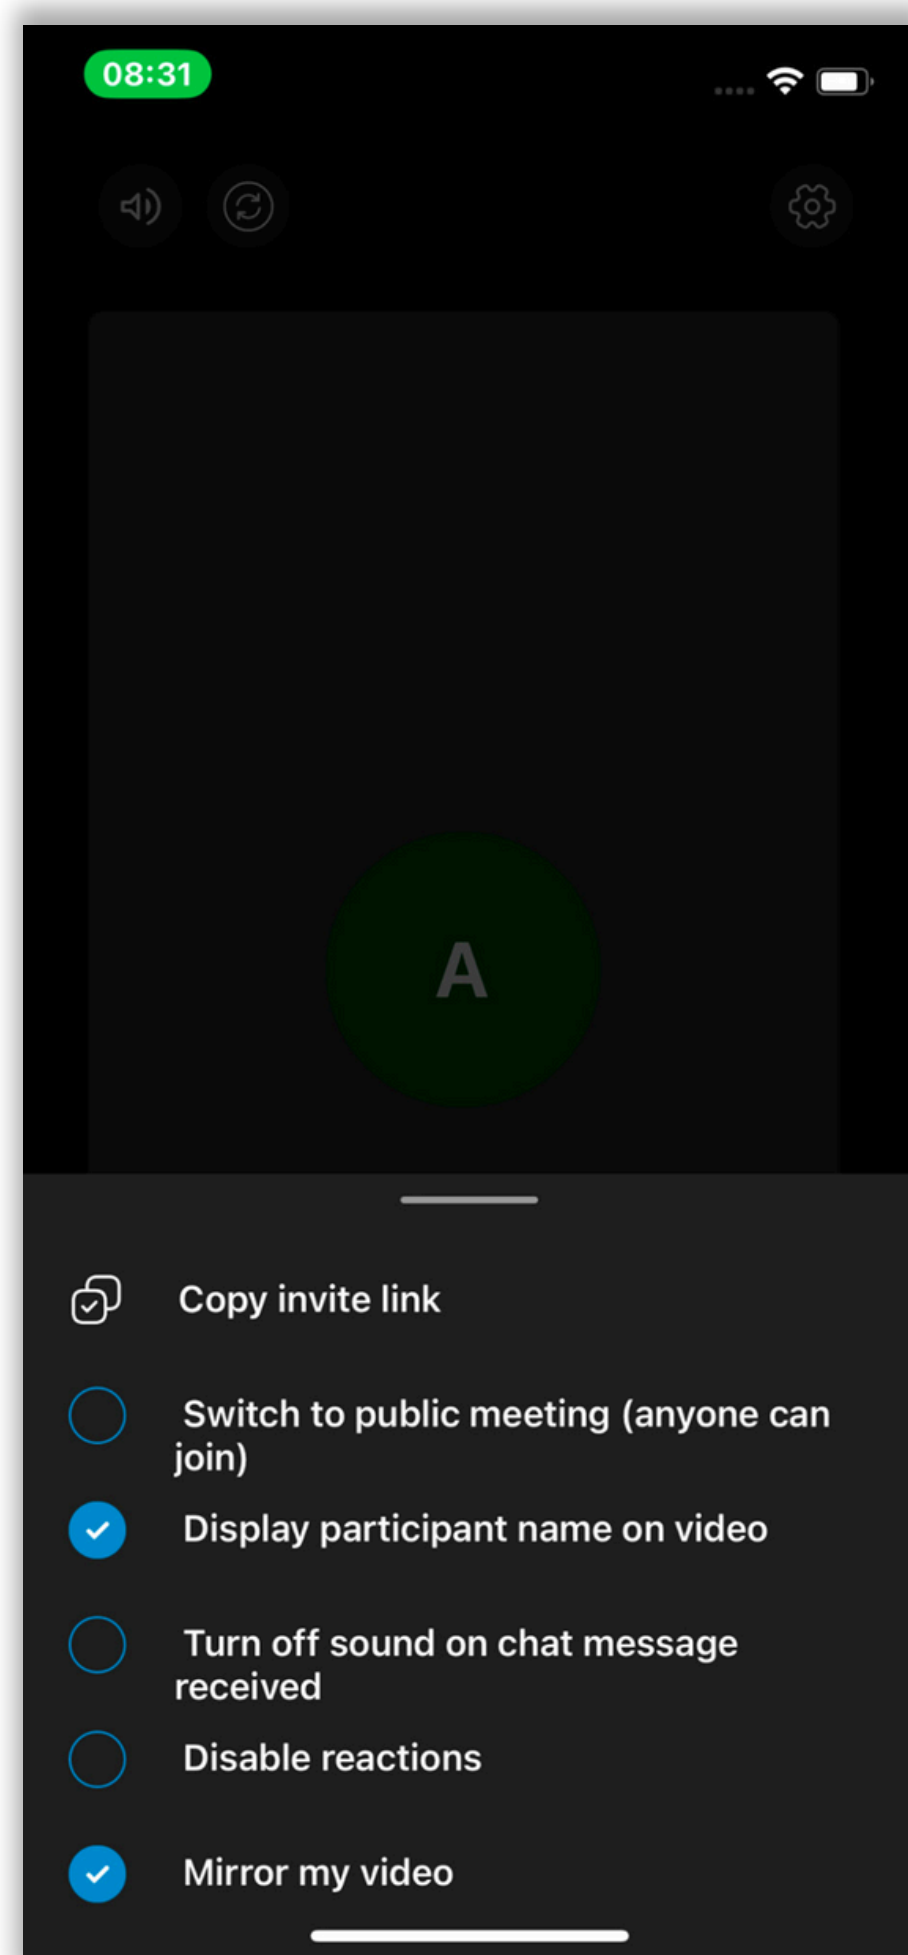 08:31
A
Copy invite link
Switch to public meeting (anyone can
join)
Display participant name on video
Turn off sound on chat message
received
Disable reactions
Mirror my video